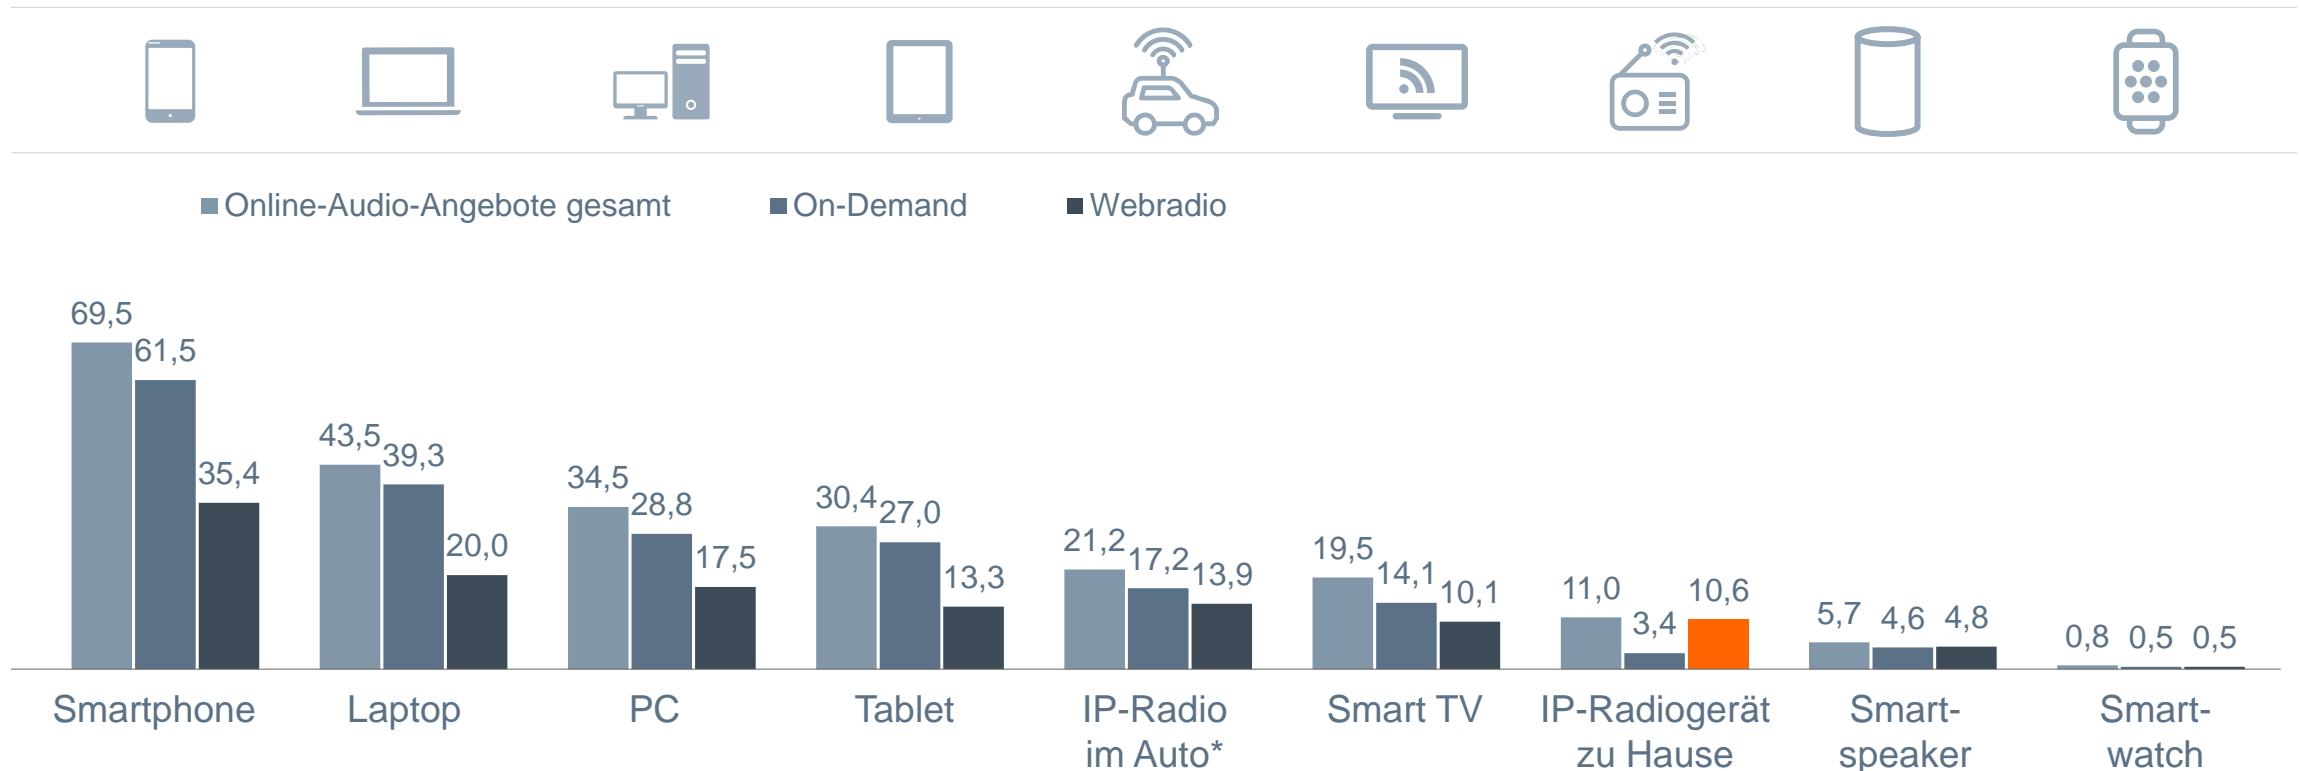 Online-Audio-Angebote gesamt On-Demand Webradio
69,5 61,5 35,4
43,5 39,3 20,0
34,5 28,8 17,5
30,4 27,0 13,3
21,2 17,2 13,9
19,5 14,1 10,1
11,0 3,4 10,6
5,7 4,6 4,8
0,8 0,5 0,5
Smartphone
Laptop
PC
Tablet
IP-Radio
im Auto*
Smart TV
IP-Radiogerät
zu Hause
Smart-
speaker
Smart-
watch